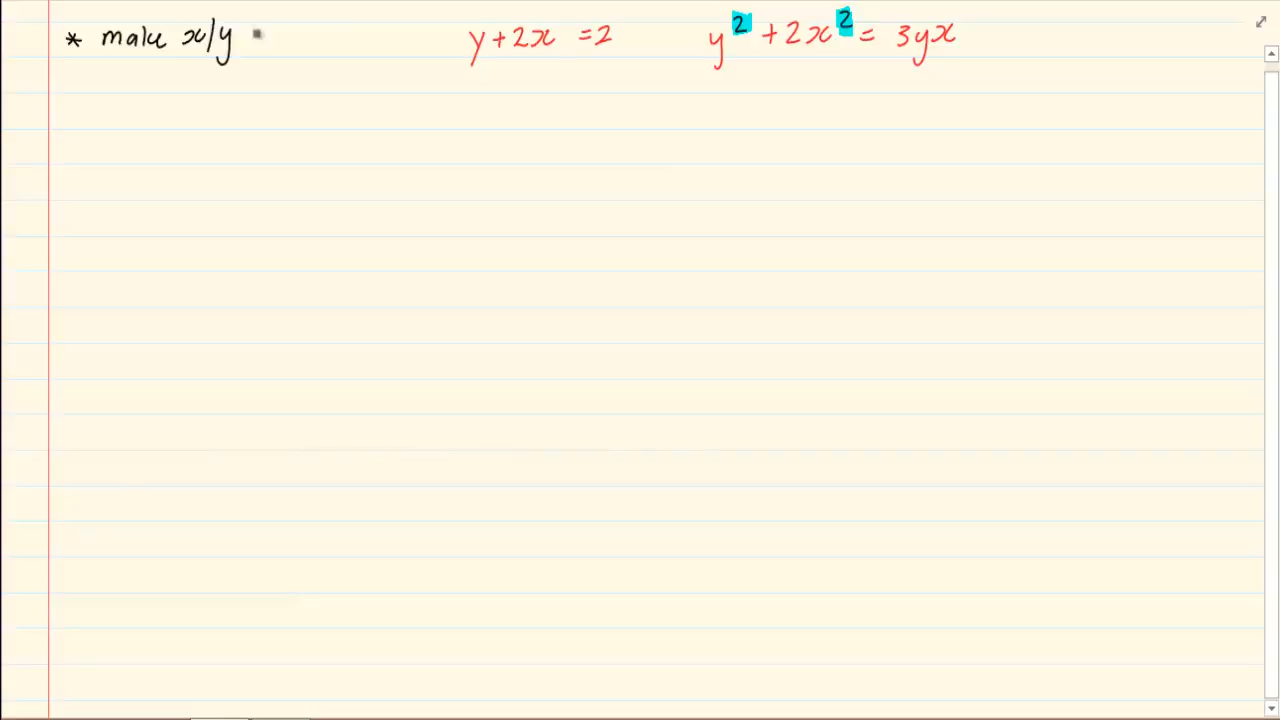 * make x/y y+2x =2 y² +2x² = 3yx